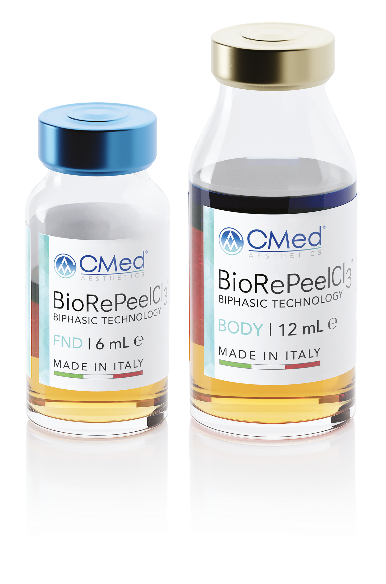 CMed®
AESTHETICS
BioRePeelCl3
BIPHASIC TECHNOLOGY
FND | 6 mL ℮
MADE IN ITALY
CMed®
AESTHETICS
BioRePeelCl3
BIPHASIC TECHNOLOGY
BODY | 12 mL ℮
MADE IN ITALY